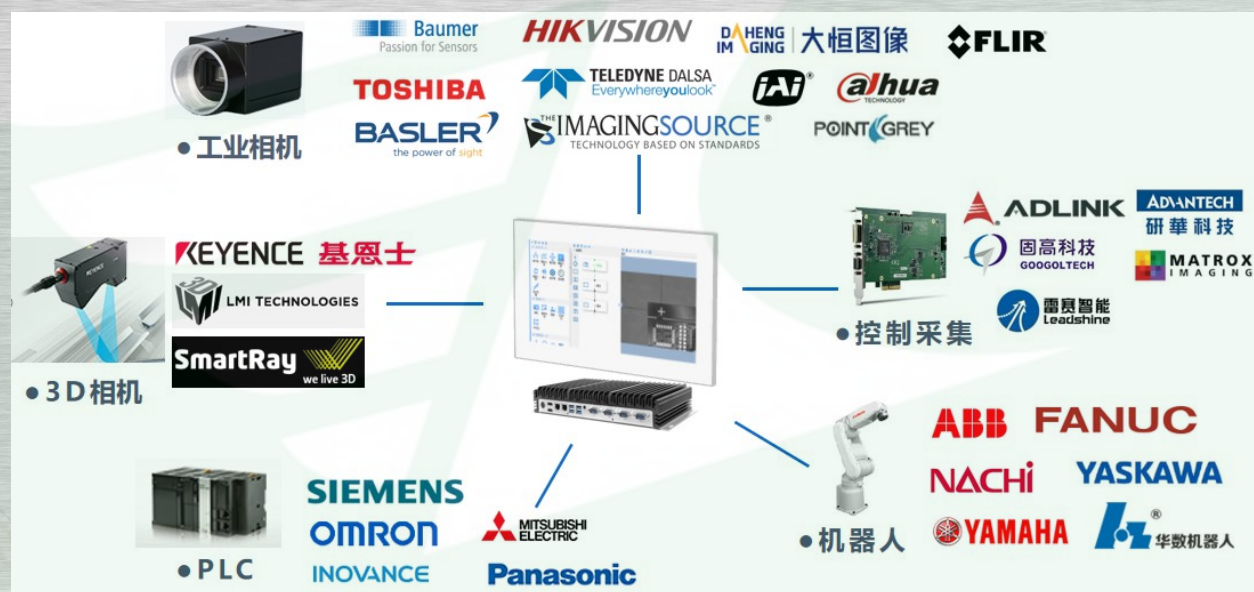 Baumer
Passion for Sensors
HIKVISION
DAHENG
IMAGING
大恒图像
FLIR
TOSHIBA
TELEDYNE DALSA
Everywhereyoulook™
JAi®
alhua
TECHNOLOGY
BASLER
the power of sight
THE
IMAGINGSOURCE®
TECHNOLOGY BASED ON STANDARDS
POINT GREY
●工业相机
KEYENCE 基恩士
LMI TECHNOLOGIES
SmartRay
we live 3D
●3D相机
ADLINK
ADVANTECH
研華科技
固高科技
GOOGOLTECH
MATROX
IMAGING
雷赛智能
Leadshine
●控制采集
SIEMENS
OMRON
MITSUBISHI
ELECTRIC
INOVANCE
Panasonic
●PLC
ABB
FANUC
NACHi
YASKAWA
YAMAHA
®
华数机器人
●机器人